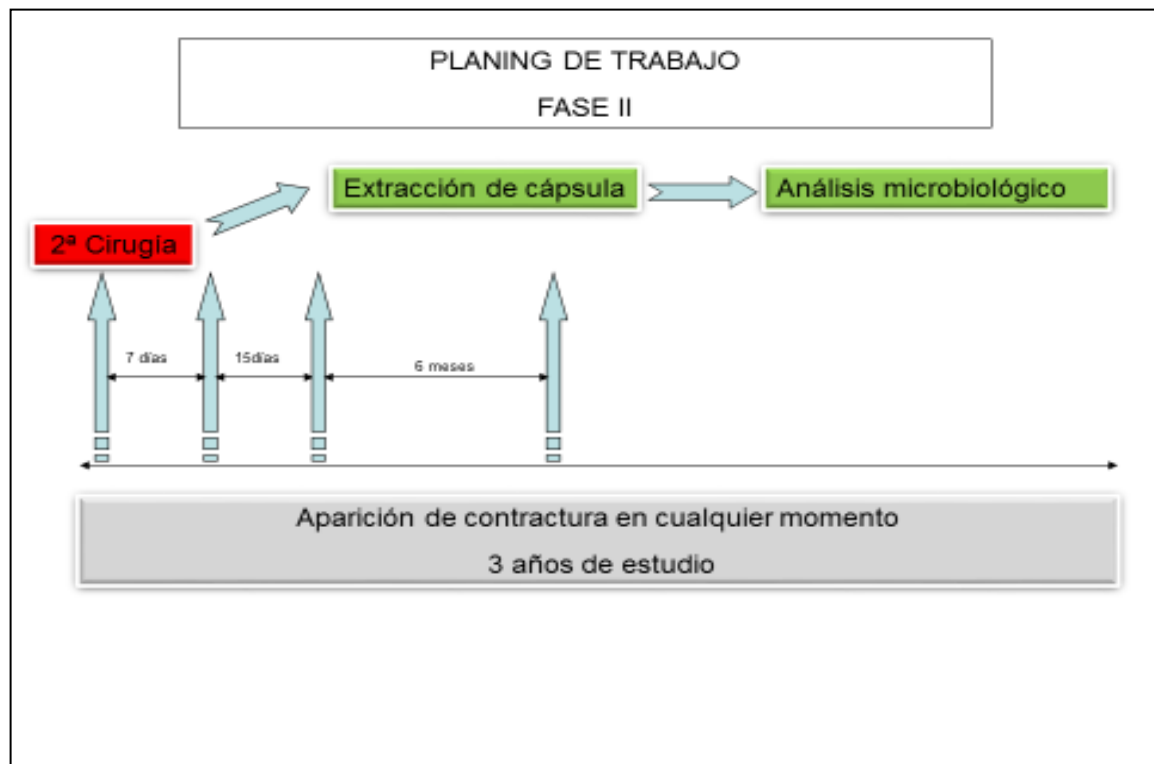 PLANING DE TRABAJO
FASE II
Extracción de cápsula
Análisis microbiológico
2ª Cirugía
7 días
15días
6 meses
Aparición de contractura en cualquier momento
3 años de estudio